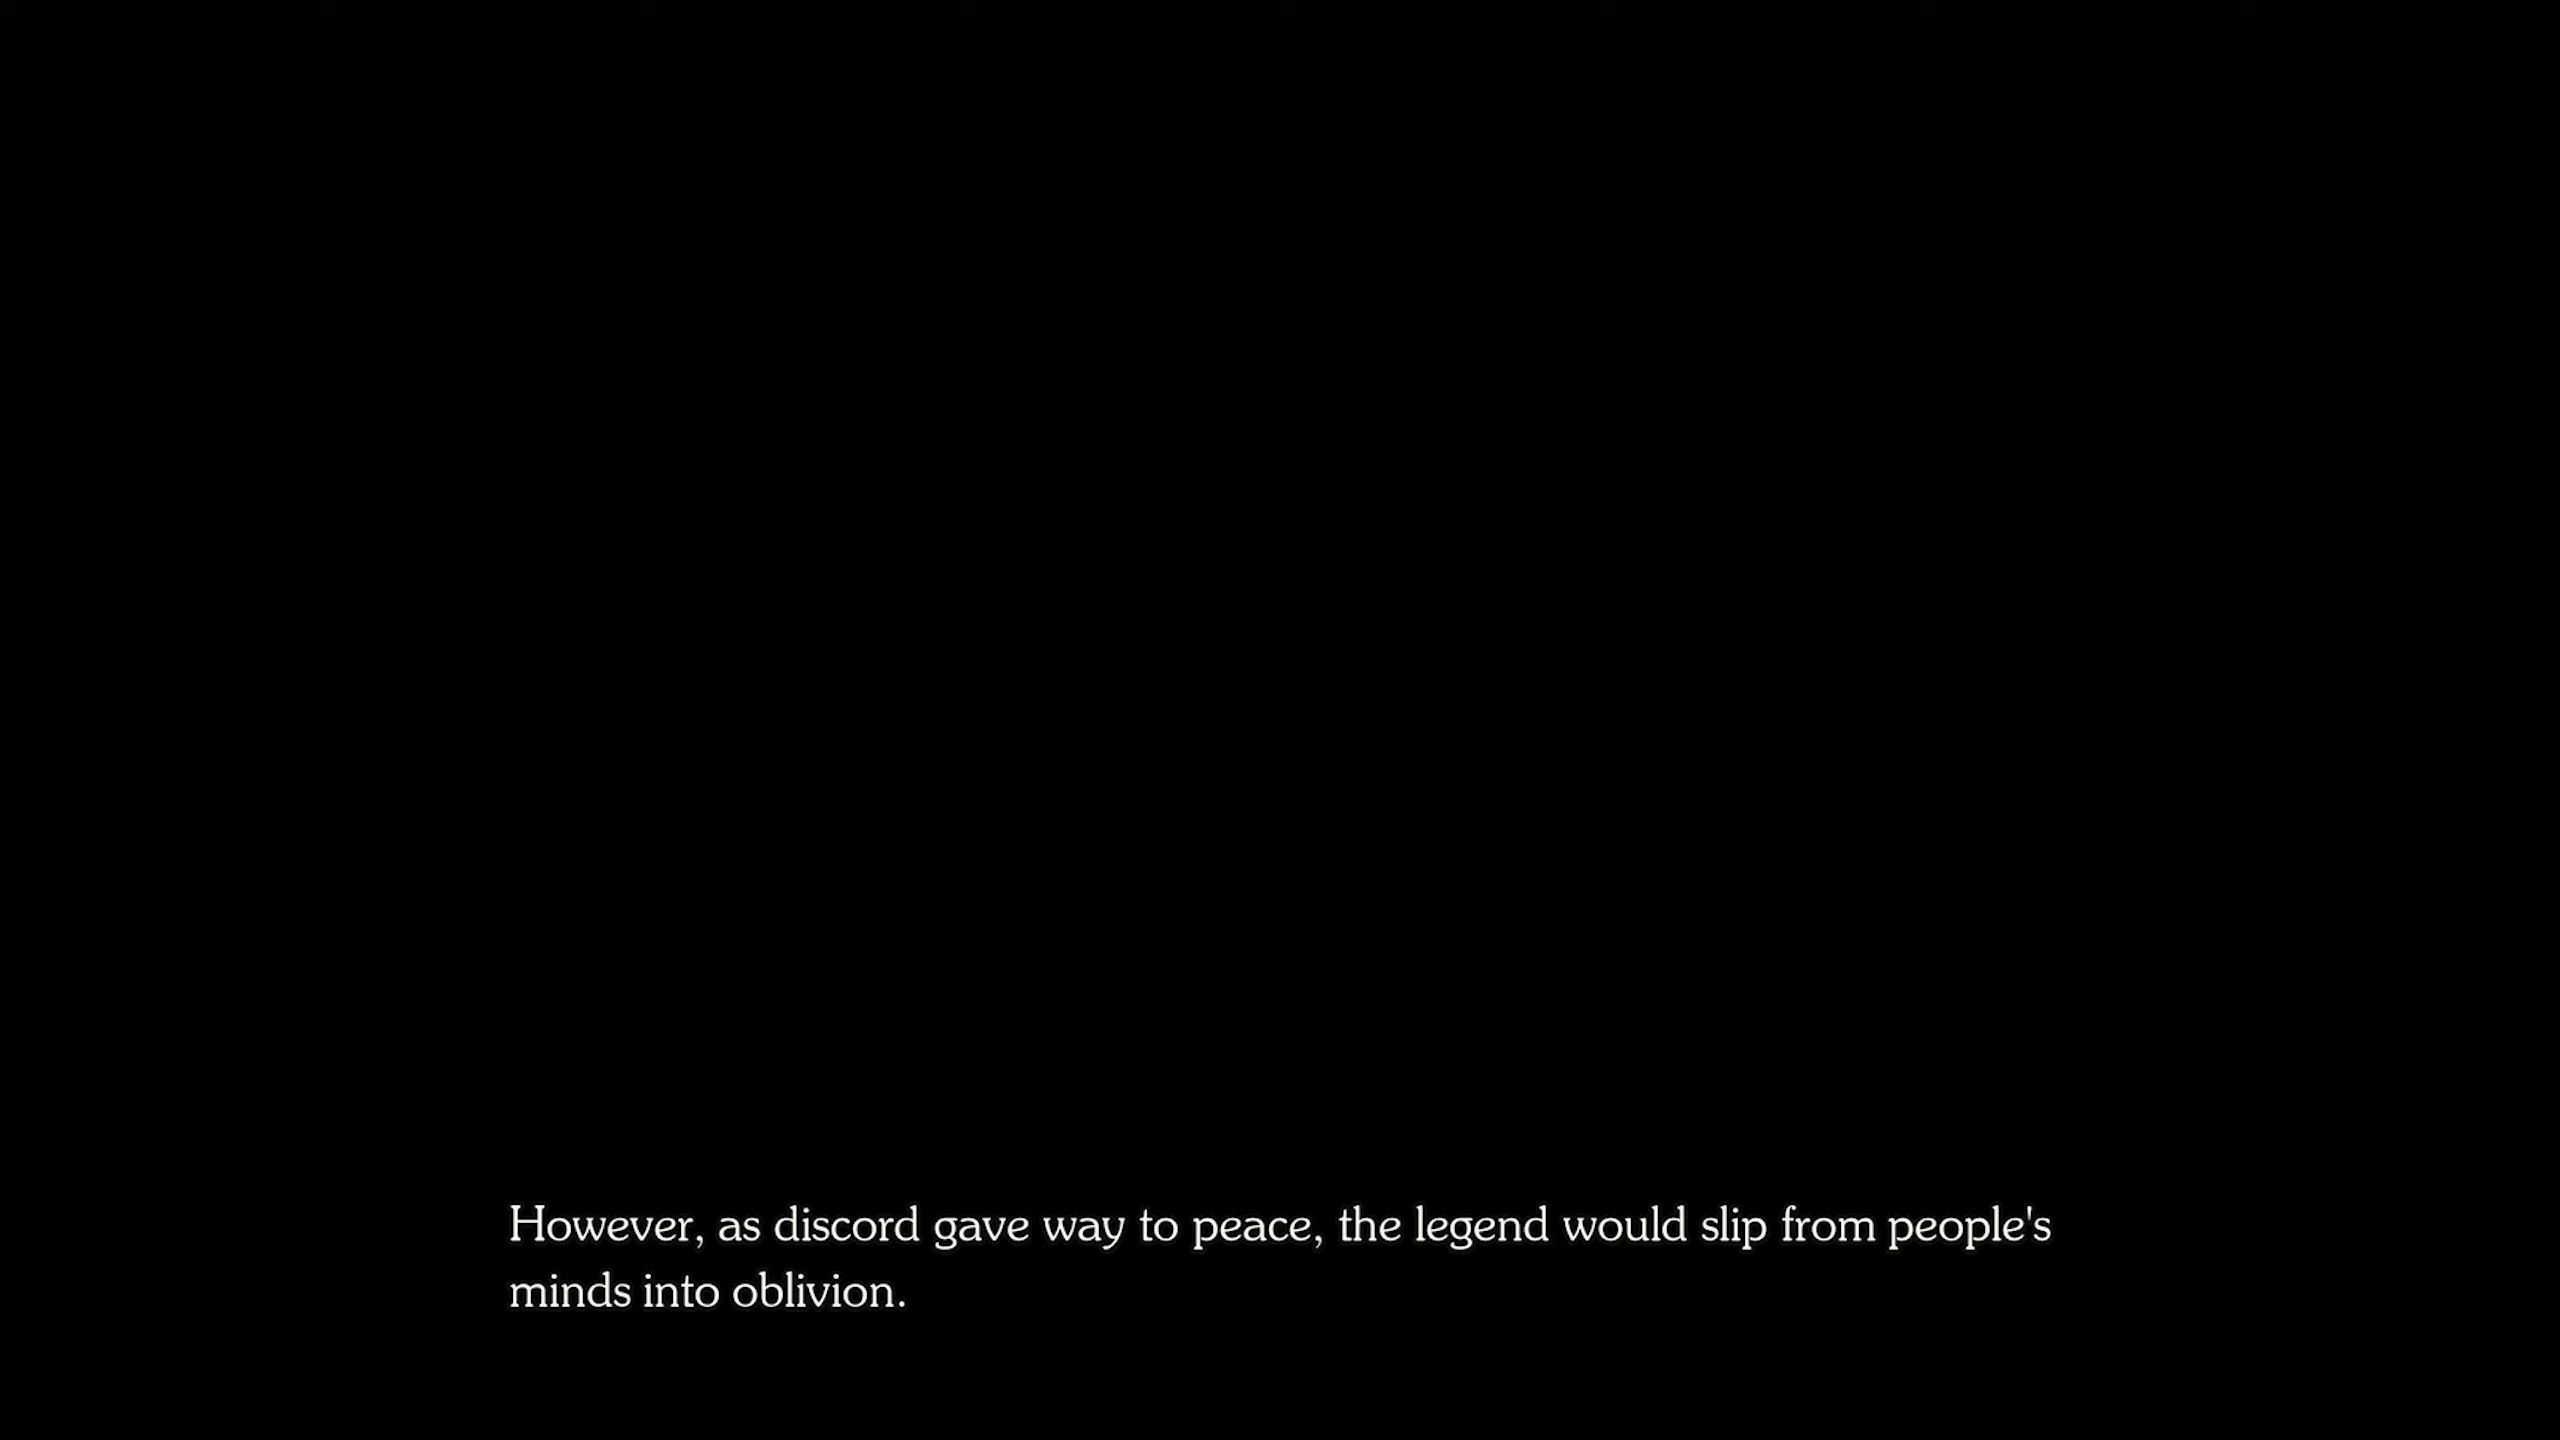 However, as discord gave way to peace, the legend would slip from people's
minds into oblivion.